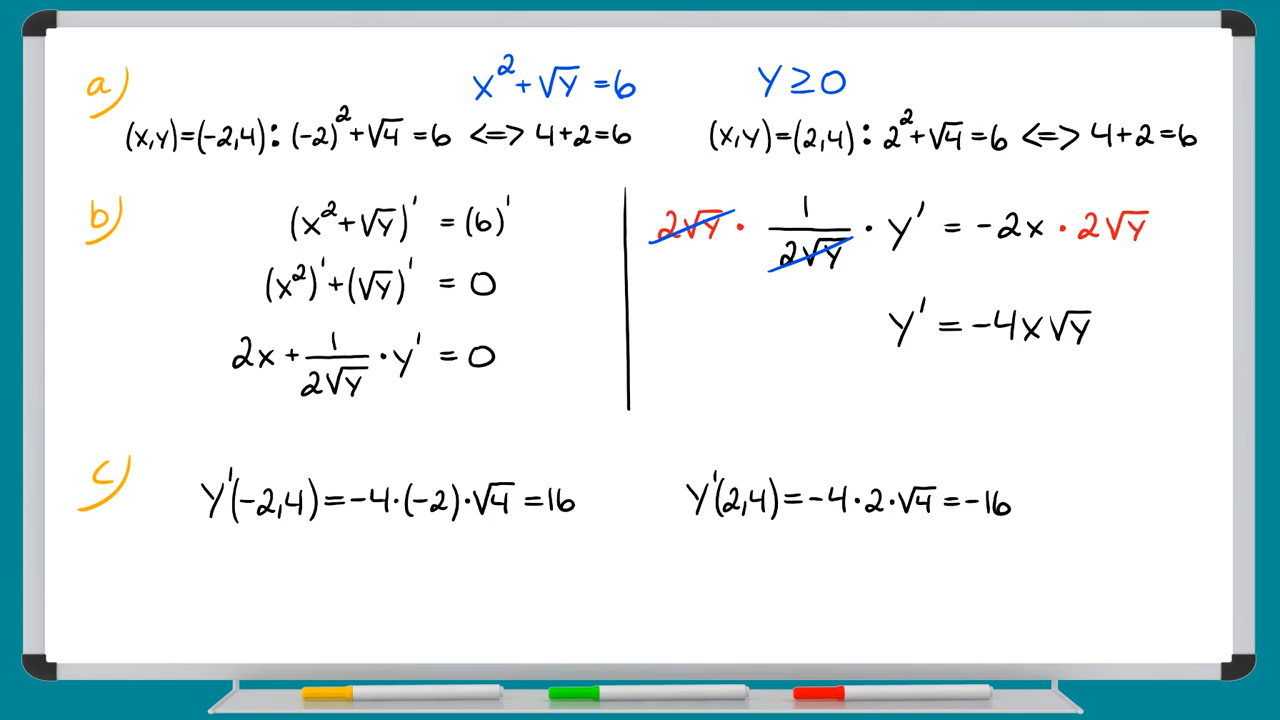 a) x² + √y = 6 y ≥ 0
(x,y) = (-2,4) : (-2)² + √4 = 6 <=> 4 + 2 = 6 (x,y) = (2,4) : 2² + √4 = 6 <=> 4 + 2 = 6
b) (x² + √y)' = (6)'
(x²)' + (√y)' = 0
2x + 1/(2√y) · y' = 0
2√y · 1/(2√y) · y' = -2x · 2√y
y' = -4x√y
c) y'(-2,4) = -4·(-2)·√4 = 16 y'(2,4) = -4·2·√4 = -16